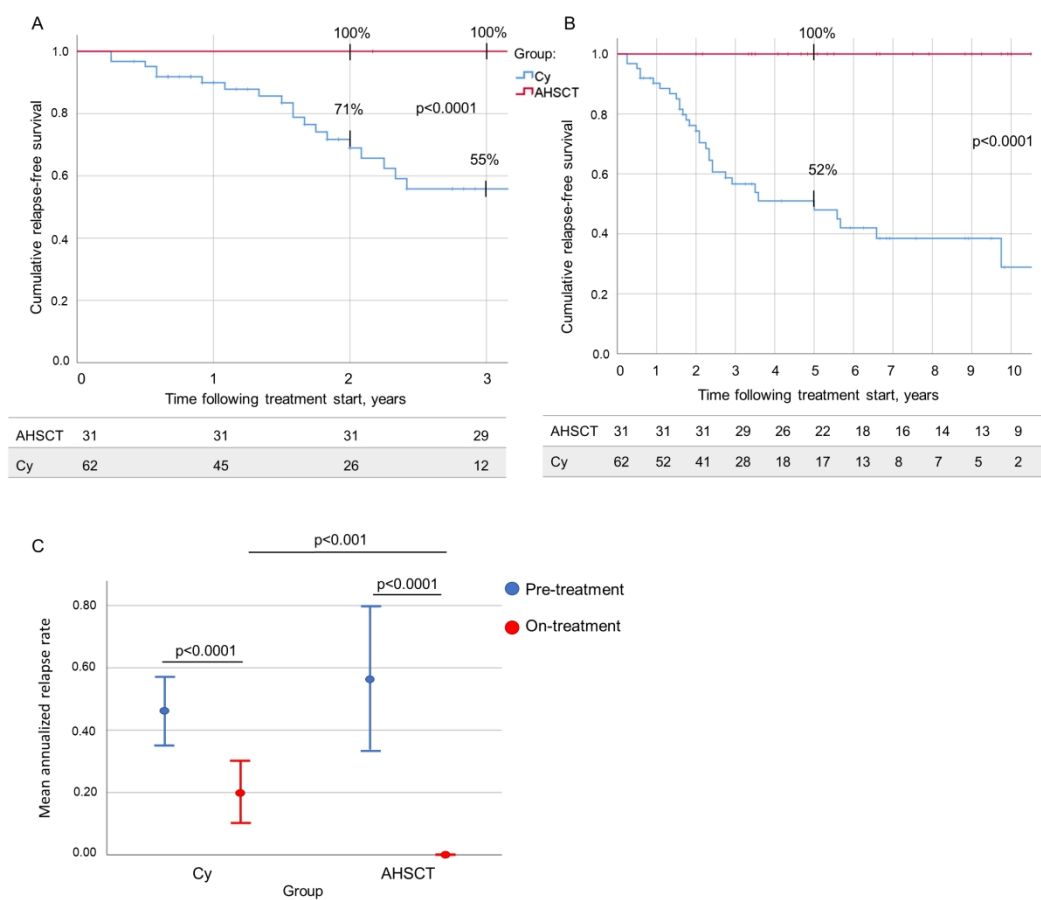 A
100%
100%
1.0
0.8
0.6
0.4
0.2
0.0
71%
p<0.0001
55%
Cumulative relapse-free survival
0 1 2 3
Time following treatment start, years
AHSCT 31 31 31 29
Cy 62 45 26 12
Group:
Cy
AHSCT
B
100%
1.0
0.8
0.6
0.4
0.2
0.0
p<0.0001
52%
Cumulative relapse-free survival
0 1 2 3 4 5 6 7 8 9 10
Time following treatment start, years
AHSCT 31 31 31 29 26 22 18 16 14 13 9
Cy 62 52 41 28 18 17 13 8 7 5 2
C
p<0.001
p<0.0001
p<0.0001
0.80
0.60
0.40
0.20
0.00
Mean annualized relapse rate
Cy AHSCT
Group
Pre-treatment
On-treatment